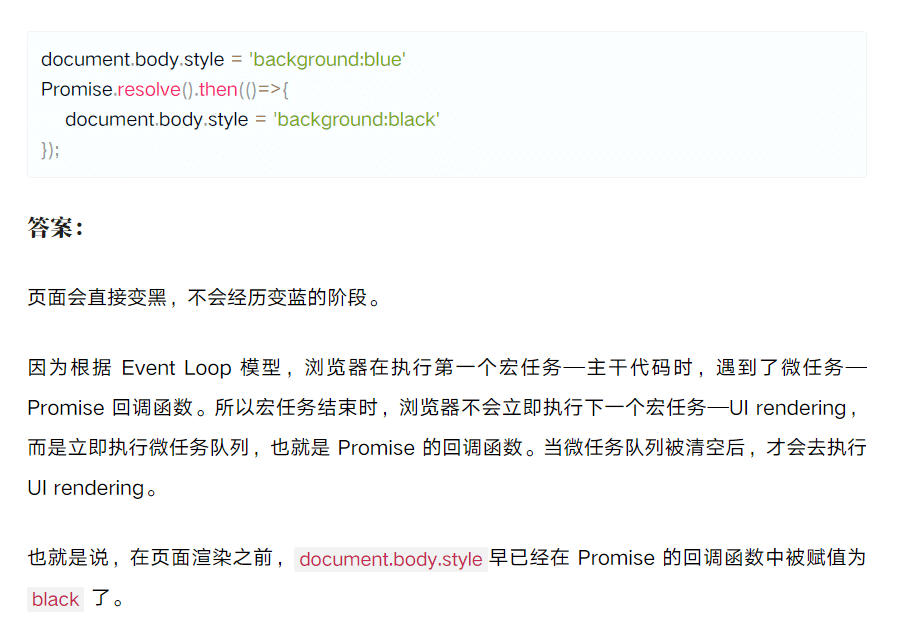 document.body.style = 'background:blue'
Promise.resolve().then(()=>{
    document.body.style = 'background:black'
});
答案：
页面会直接变黑，不会经历变蓝的阶段。
因为根据 Event Loop 模型，浏览器在执行第一个宏任务—主干代码时，遇到了微任务—
Promise 回调函数。所以宏任务结束时，浏览器不会立即执行下一个宏任务—UI rendering，
而是立即执行微任务队列，也就是 Promise 的回调函数。当微任务队列被清空后，才会去执行
UI rendering。
也就是说，在页面渲染之前，document.body.style早已经在 Promise 的回调函数中被赋值为
black 了。